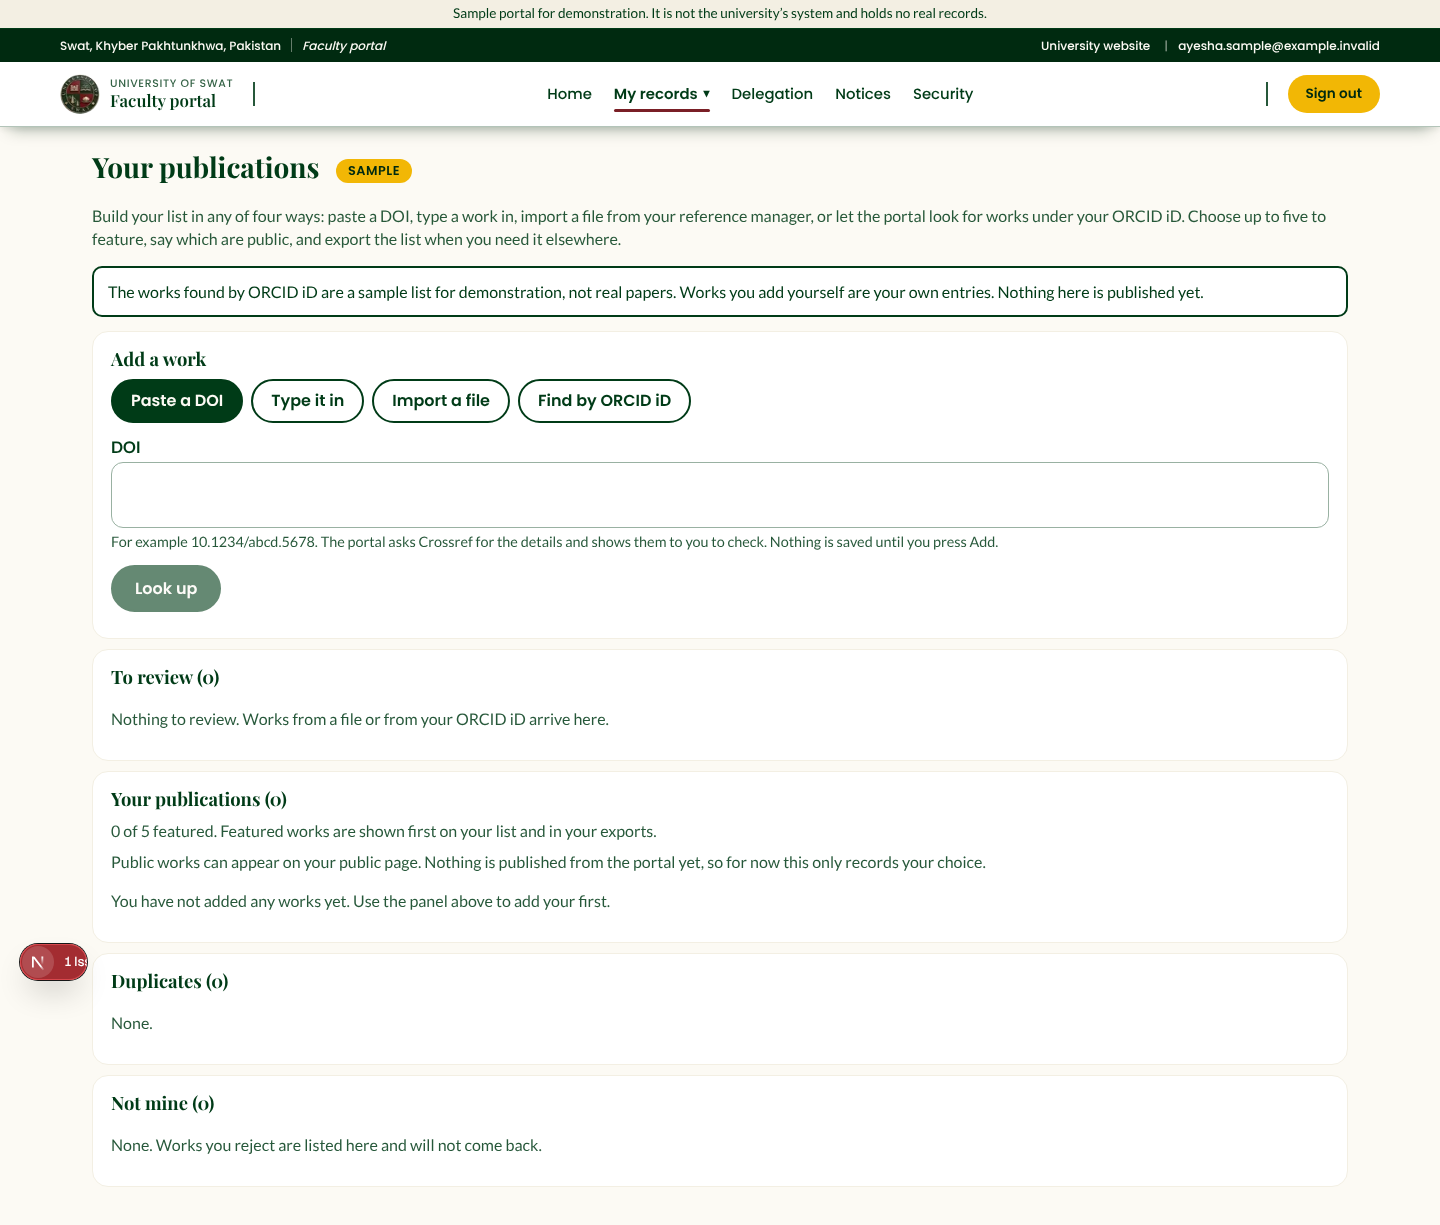 Sample portal for demonstration. It is not the university's system and holds no real records.
Swat, Khyber Pakhtunkhwa, Pakistan | Faculty portal
University website | ayesha.sample@example.invalid
UNIVERSITY OF SWAT
Faculty portal
Home My records ▾ Delegation Notices Security
Sign out
Your publications SAMPLE
Build your list in any of four ways: paste a DOI, type a work in, import a file from your reference manager, or let the portal look for works under your ORCID iD. Choose up to five to
feature, say which are public, and export the list when you need it elsewhere.
The works found by ORCID iD are a sample list for demonstration, not real papers. Works you add yourself are your own entries. Nothing here is published yet.
Add a work
Paste a DOI Type it in Import a file Find by ORCID iD
DOI
For example 10.1234/abcd.5678. The portal asks Crossref for the details and shows them to you to check. Nothing is saved until you press Add.
Look up
To review (0)
Nothing to review. Works from a file or from your ORCID iD arrive here.
Your publications (0)
0 of 5 featured. Featured works are shown first on your list and in your exports.
Public works can appear on your public page. Nothing is published from the portal yet, so for now this only records your choice.
You have not added any works yet. Use the panel above to add your first.
N 1
Duplicates (0)
None.
Not mine (0)
None. Works you reject are listed here and will not come back.